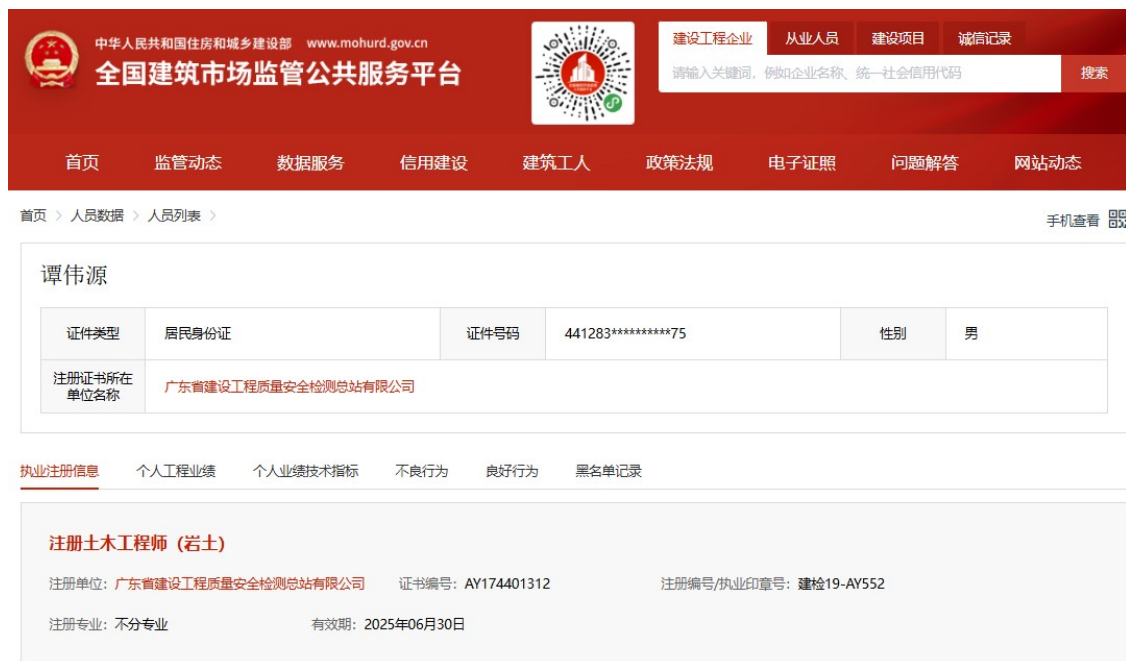 中华人民共和国住房和城乡建设部 www.mohurd.gov.cn
全国建筑市场监管公共服务平台
建设工程企业 从业人员 建设项目 诚信记录
请输入关键词，例如企业名称、统一社会信用代码 搜索
首页 监管动态 数据服务 信用建设 建筑工人 政策法规 电子证照 问题解答 网站动态
首页 > 人员数据 > 人员列表 >
手机查看
谭伟源
证件类型 居民身份证 证件号码 441283**********75 性别 男
注册证书所在
单位名称 广东省建设工程质量安全检测总站有限公司
执业注册信息 个人工程业绩 个人业绩技术指标 不良行为 良好行为 黑名单记录
注册土木工程师（岩土）
注册单位：广东省建设工程质量安全检测总站有限公司 证书编号：AY174401312 注册编号/执业印章号：建检19-AY552
注册专业：不分专业 有效期：2025年06月30日